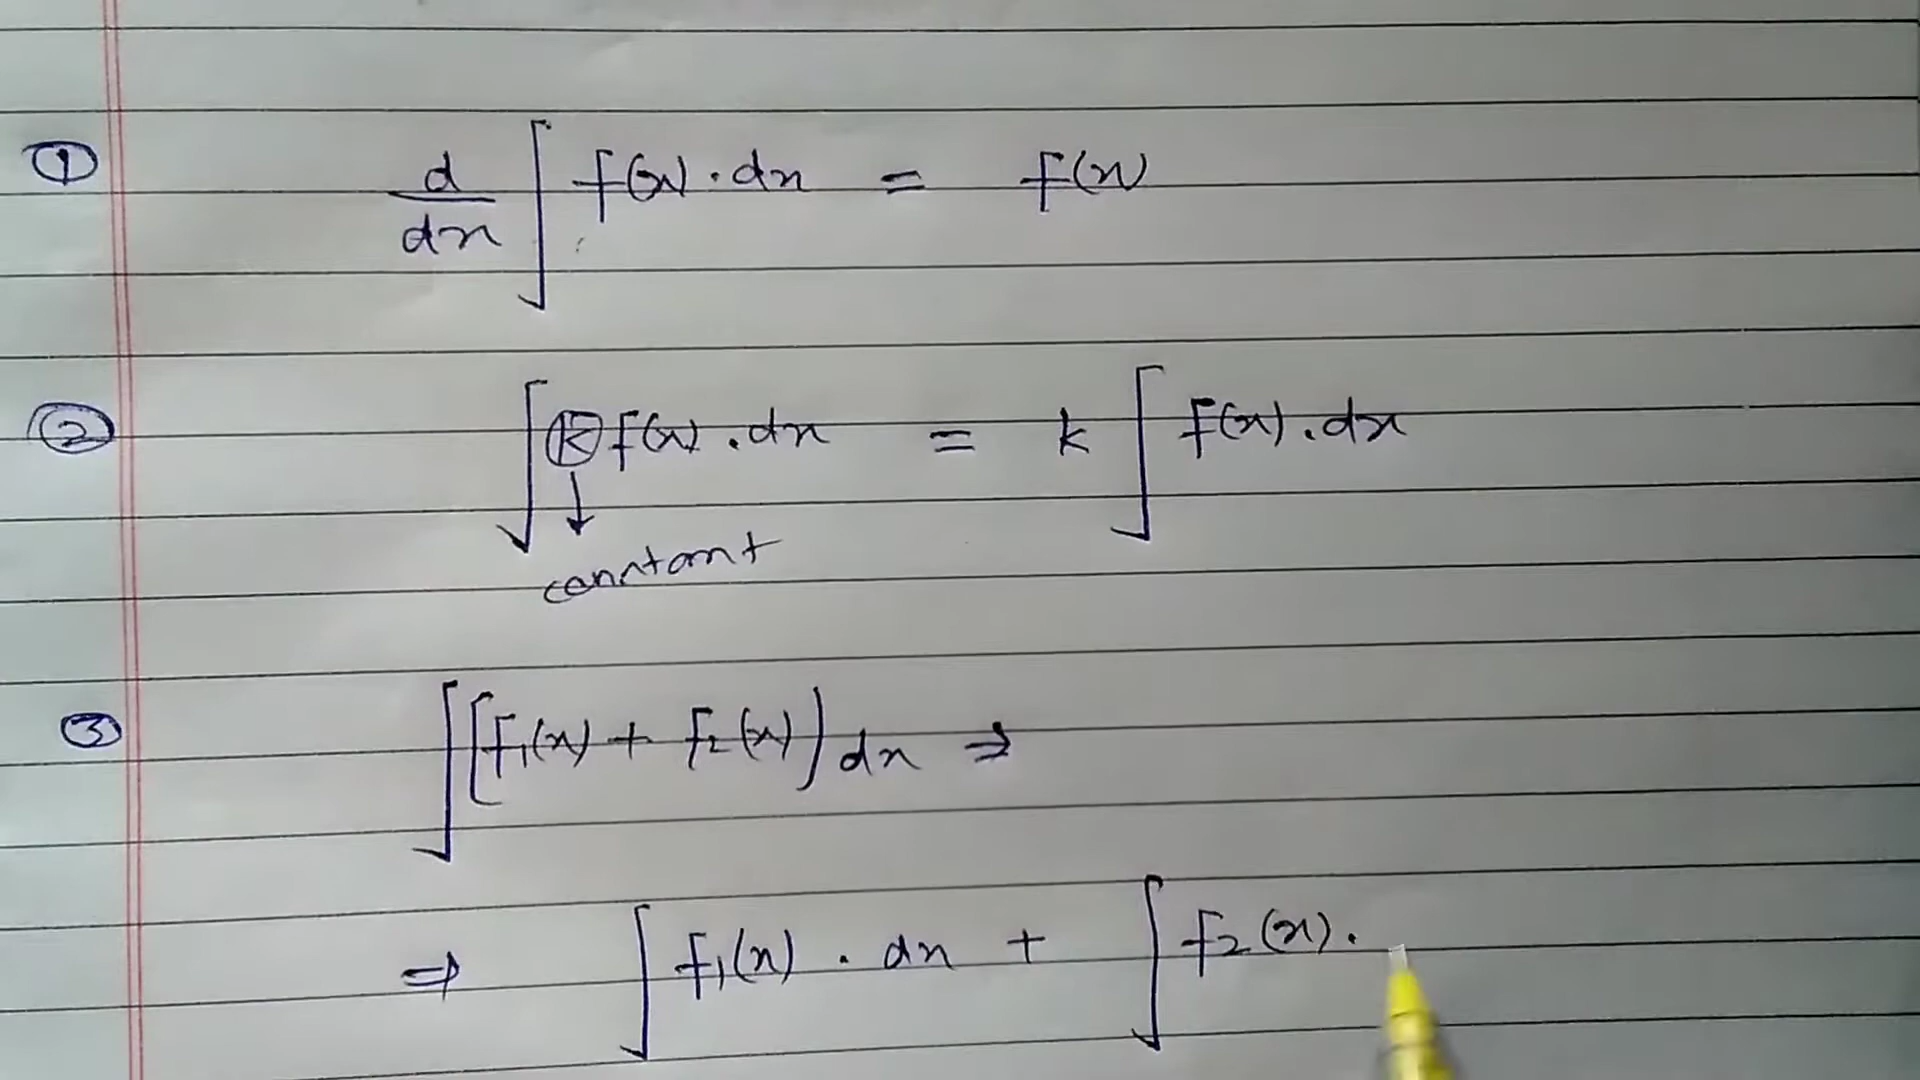 ① d/dx ∫ f(x) · dx = f(x)
② ∫ k f(x) · dx = k ∫ f(x) · dx
constant
③ ∫ [f₁(x) + f₂(x)] dx ⇒
⇒ ∫ f₁(x) · dx + ∫ f₂(x) ·